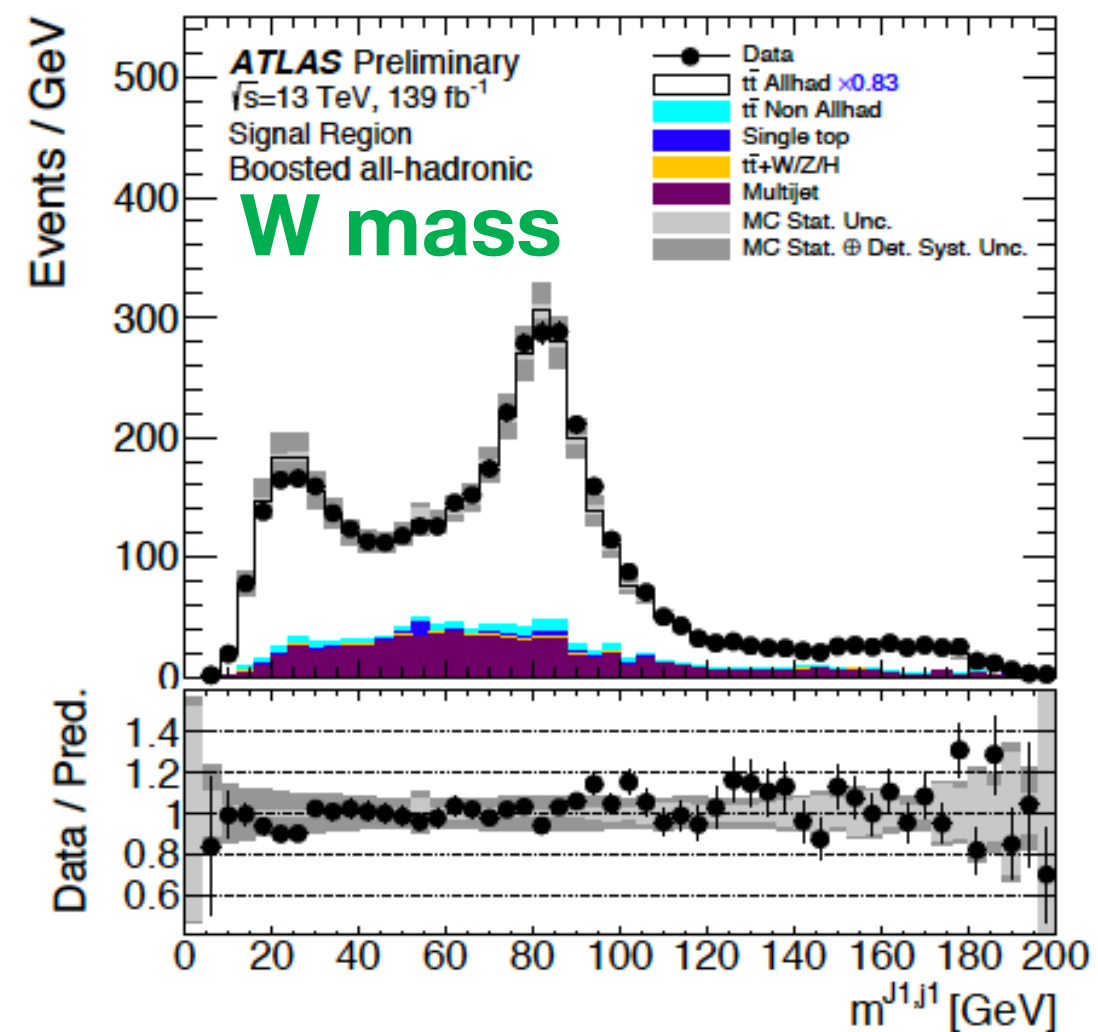 Events / GeV
500
400
300
200
100
0
ATLAS Preliminary
√s=13 TeV, 139 fb⁻¹
Signal Region
Boosted all-hadronic
W mass
Data
tt̄ Allhad ×0.83
tt̄ Non Allhad
Single top
tt̄+W/Z/H
Multijet
MC Stat. Unc.
MC Stat. ⊕ Det. Syst. Unc.
Data / Pred.
1.4
1.2
1
0.8
0.6
0 20 40 60 80 100 120 140 160 180 200
m^J1,j1 [GeV]